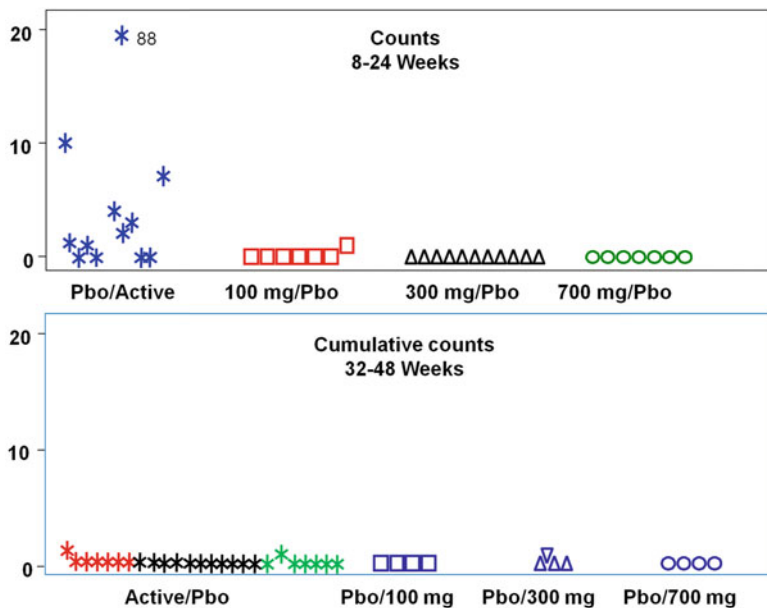 20
88
Counts
8-24 Weeks
10
0
Pbo/Active 100 mg/Pbo 300 mg/Pbo 700 mg/Pbo
20
Cumulative counts
32-48 Weeks
10
0
Active/Pbo Pbo/100 mg Pbo/300 mg Pbo/700 mg